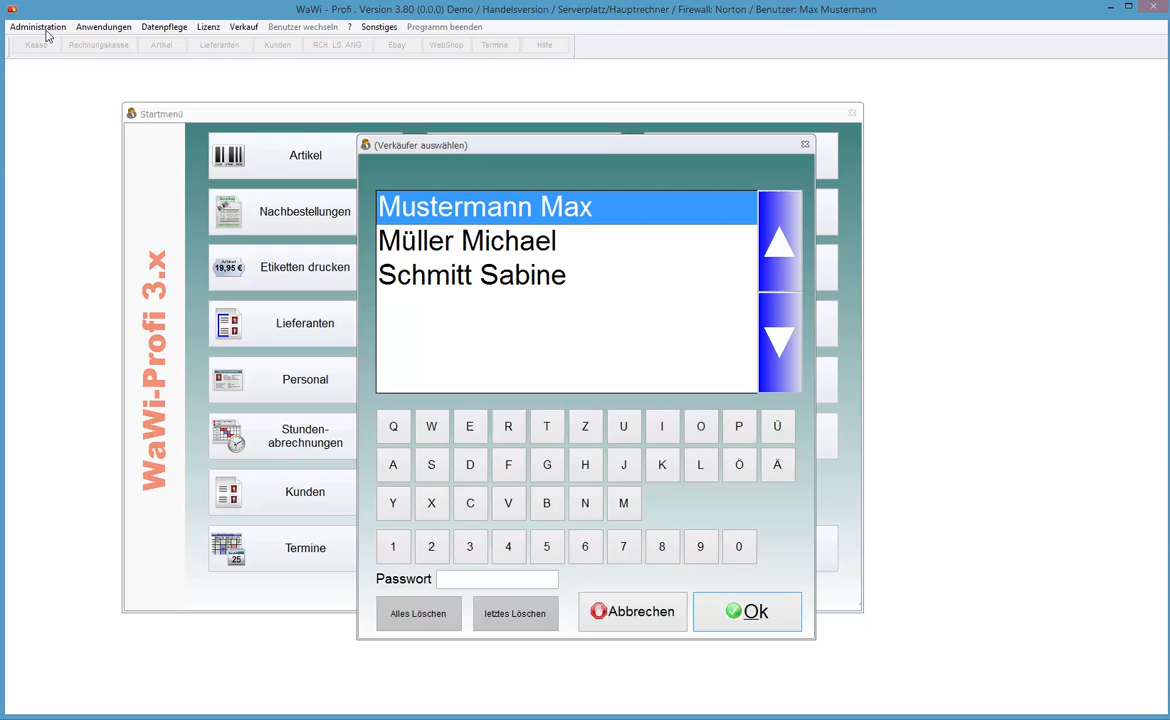 WaWi - Profi . Version 3.80 (0.0.0) Demo / Handelsversion / Serverplatz/Hauptrechner / Firewall: Norton / Benutzer: Max Mustermann
Administration Anwendungen Datenpflege Lizenz Verkauf Benutzer wechseln ? Sonstiges Programm beenden
Kasse Rechnungskasse Artikel Lieferanten Kunden RCH. LS. ANG Ebay WebShop Termine Hilfe
Startmenü
WaWi-Profi 3.x
Artikel
Nachbestellungen
19,95 €
Etiketten drucken
Lieferanten
Personal
Stunden-
abrechnungen
Kunden
25
Termine
(Verkäufer auswählen)
Mustermann Max
Müller Michael
Schmitt Sabine
Q W E R T Z U I O P Ü
A S D F G H J K L Ö Ä
Y X C V B N M
1 2 3 4 5 6 7 8 9 0
Passwort
Alles Löschen letztes Löschen Abbrechen Ok